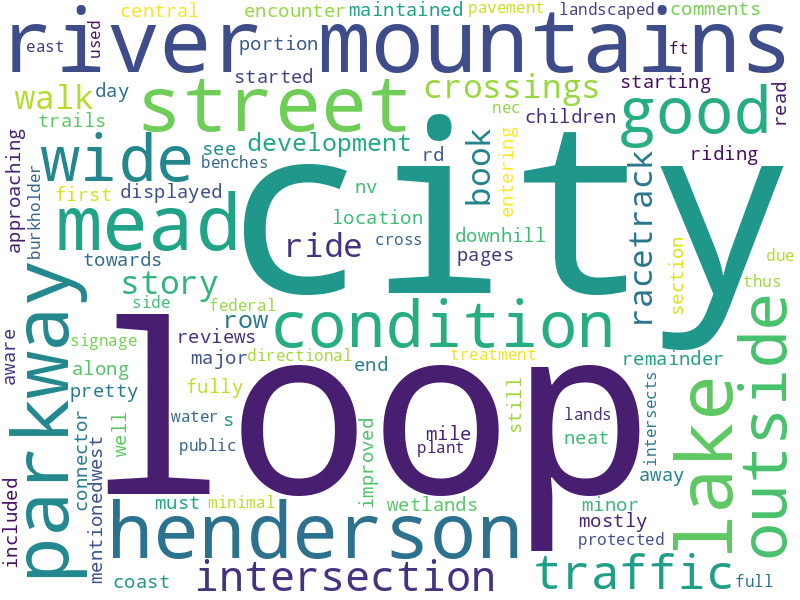 central encounter maintained pavement landscaped comments
river mountains
east used portion ft
started crossings starting
walk day street good read
trails nec children
wide see development book entering riding
approaching benches rd
first displayed nv racetrack
burkholder city
mead location
ride cross downhill
towards pages section due
story thus
side federal
parkway row condition
signage reviews
aware along major directional end treatment remainder
pretty fully still lake outside
loop
connector well water s mile lands intersects
public plant neat
mentioned west improved away
included must minimal wetlands minor
henderson mostly
protected
coast intersection traffic full